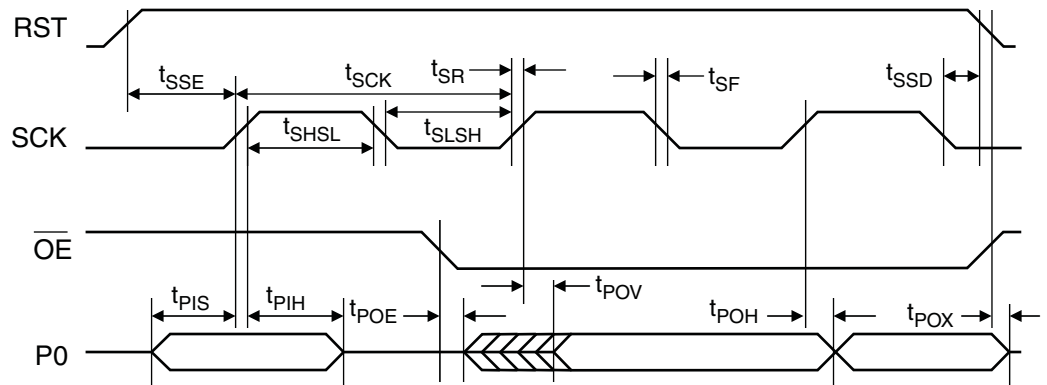 RST
tSSE
tSCK
tSR
tSF
tSSD
SCK
tSHSL
tSLSH
OE
tPIS
tPIH
tPOE
tPOV
tPOH
tPOX
P0